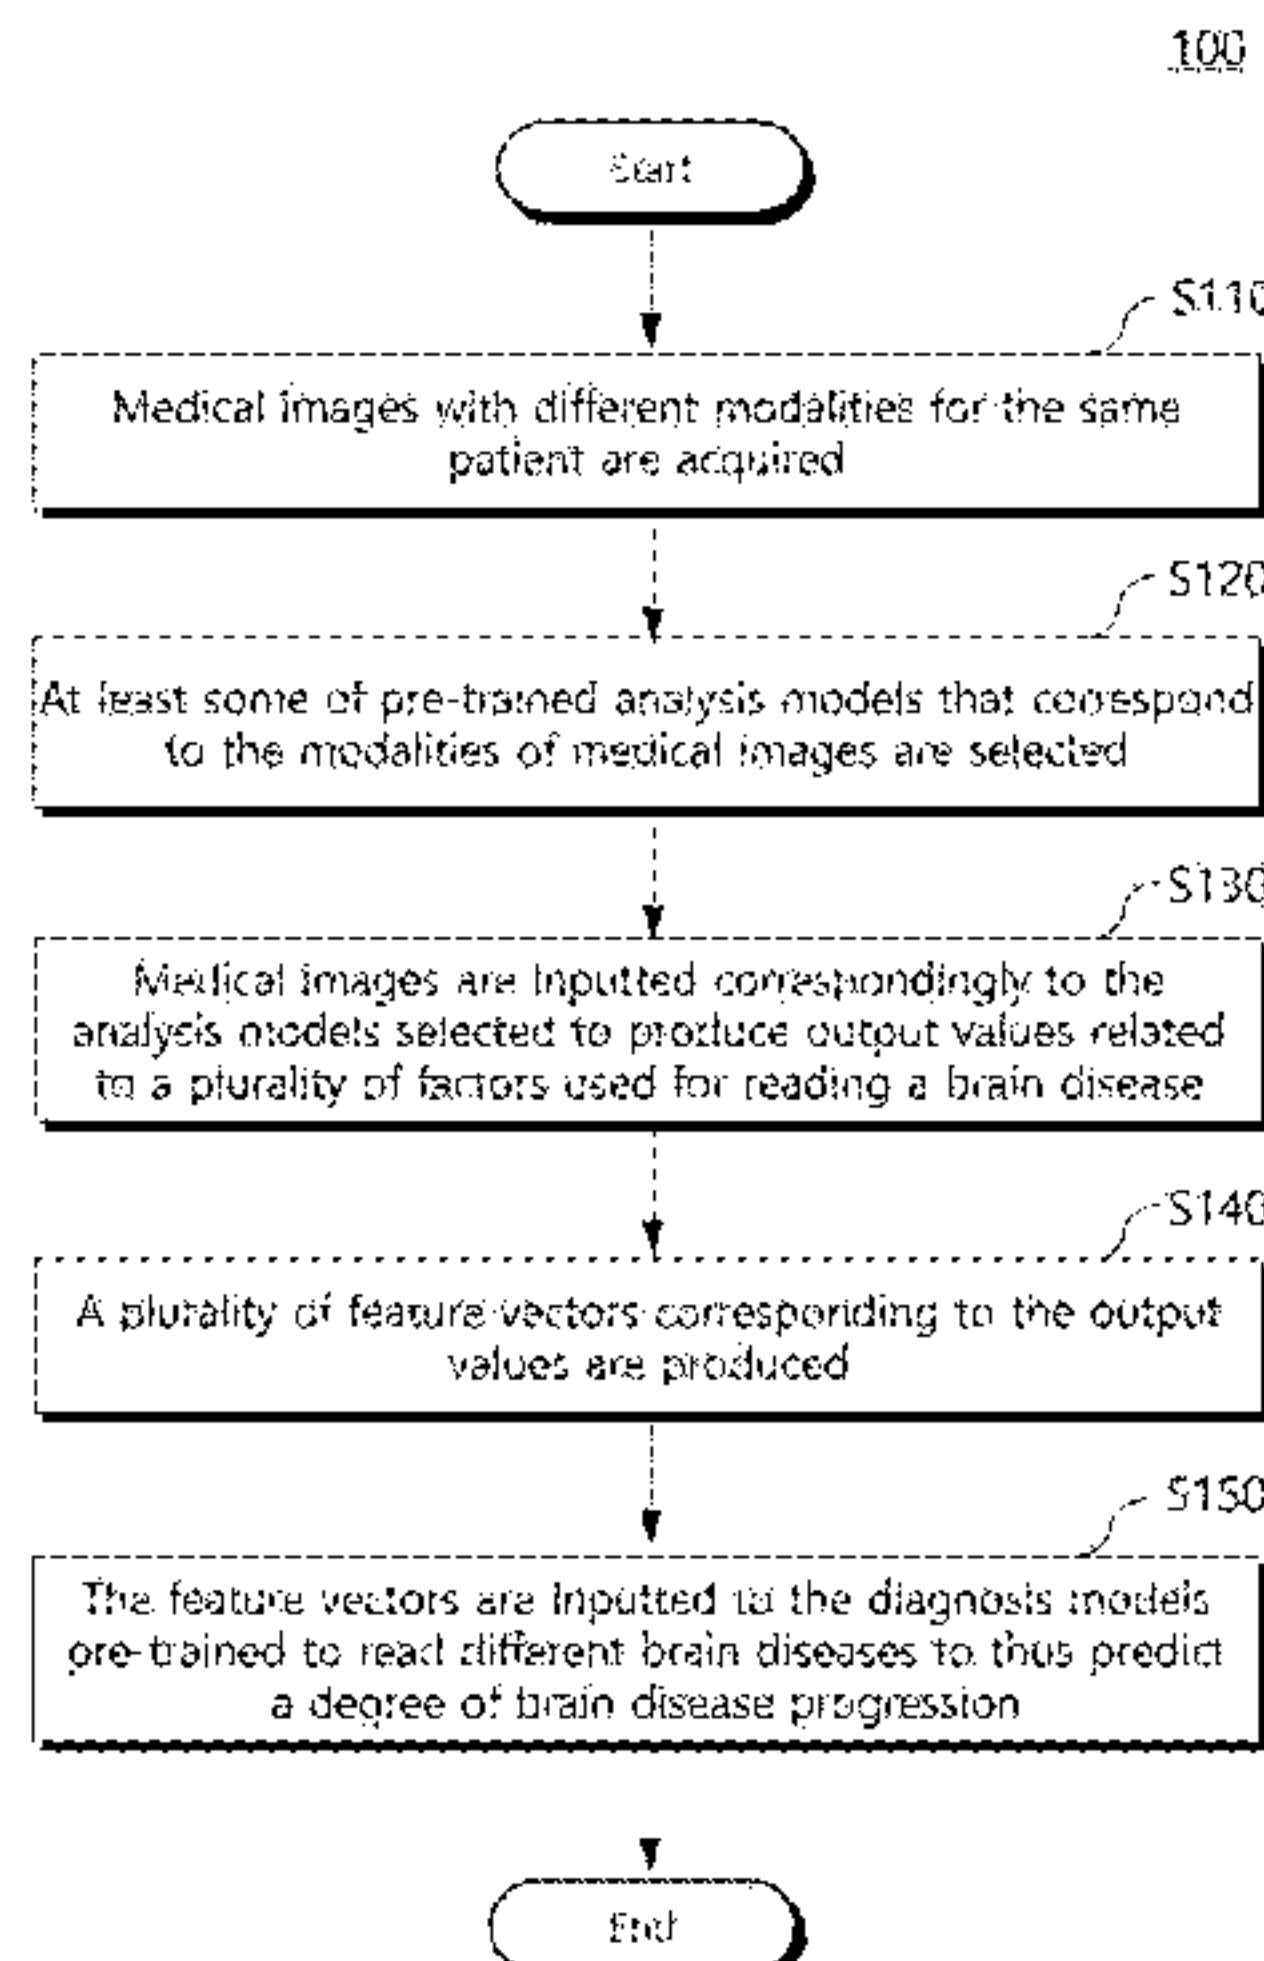 100
Start
S110
Medical images with different modalities for the same
patient are acquired
S120
At least some of pre-trained analysis models that correspond
to the modalities of medical images are selected
S130
Medical images are inputted correspondingly to the
analysis models selected to produce output values related
to a plurality of factors used for reading a brain disease
S140
A plurality of feature vectors corresponding to the output
values are produced
S150
The feature vectors are inputted to the diagnosis models
pre-trained to read different brain diseases to thus predict
a degree of brain disease progression
End